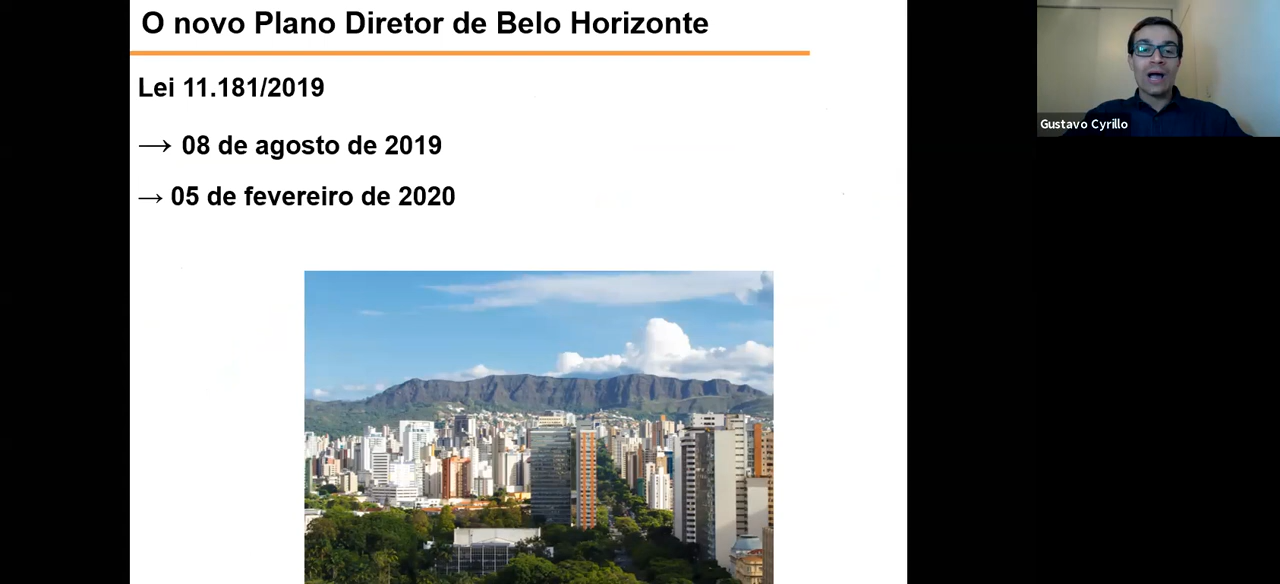 O novo Plano Diretor de Belo Horizonte
Lei 11.181/2019
→ 08 de agosto de 2019
→ 05 de fevereiro de 2020
Gustavo Cyrillo